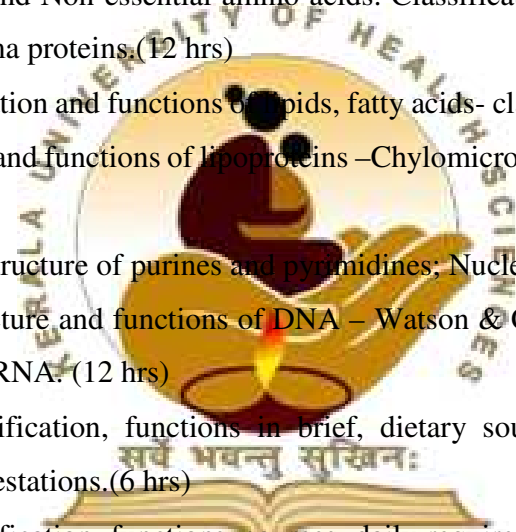 and Non essential amino acids. Classifica
na proteins.(12 hrs)
tion and functions of lipids, fatty acids- cl
and functions of lipoproteins –Chylomicro
ructure of purines and pyrimidines; Nucle
cture and functions of DNA – Watson & C
RNA. (12 hrs)
ification, functions in brief, dietary sou
estations.(6 hrs)
KERALA UNIVERSITY OF HEALTH SCIENCES
सर्वे भवन्तु सुखिन: